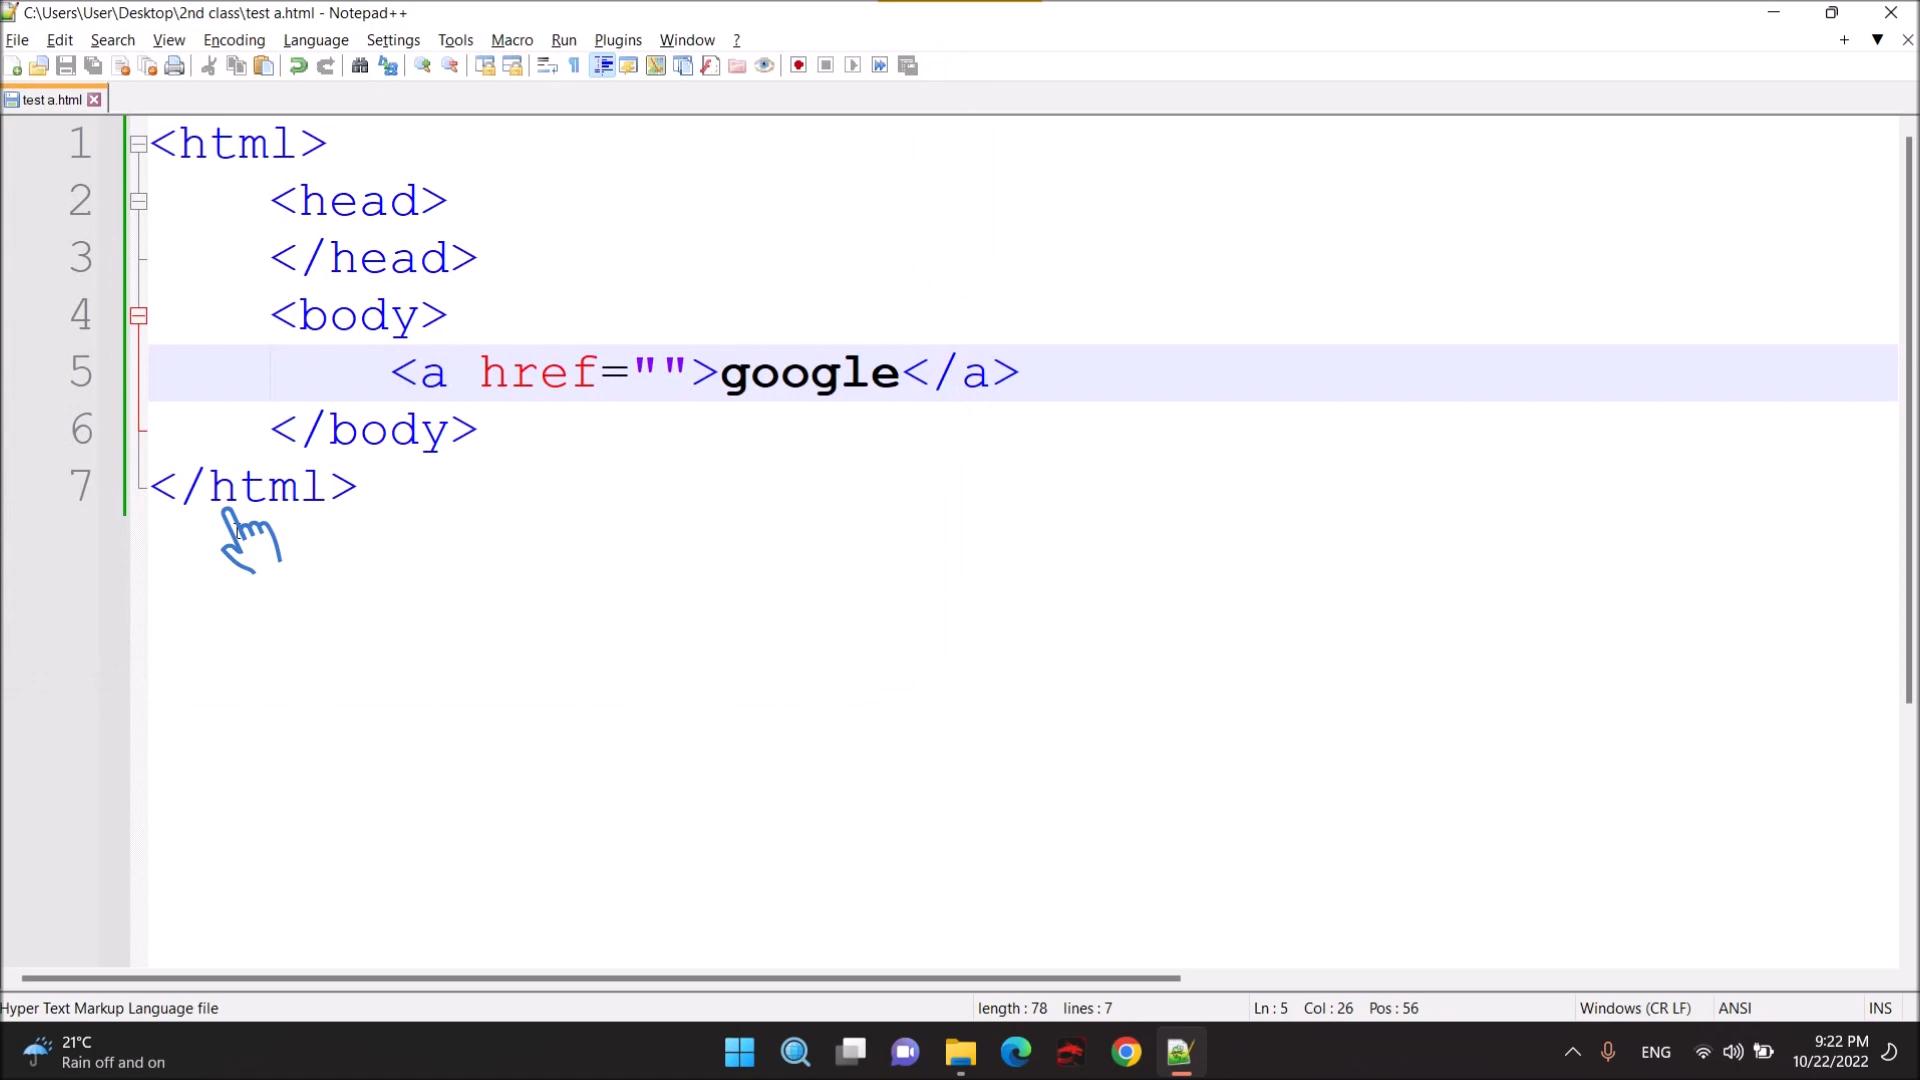 C:\Users\User\Desktop\2nd class\test a.html - Notepad++
File Edit Search View Encoding Language Settings Tools Macro Run Plugins Window ?
test a.html
1 <html>
2 <head>
3 </head>
4 <body>
5 <a href="">google</a>
6 </body>
7 </html>
Hyper Text Markup Language file length : 78 lines : 7 Ln : 5 Col : 26 Pos : 56 Windows (CR LF) ANSI INS
21°C
Rain off and on
ENG
9:22 PM
10/22/2022